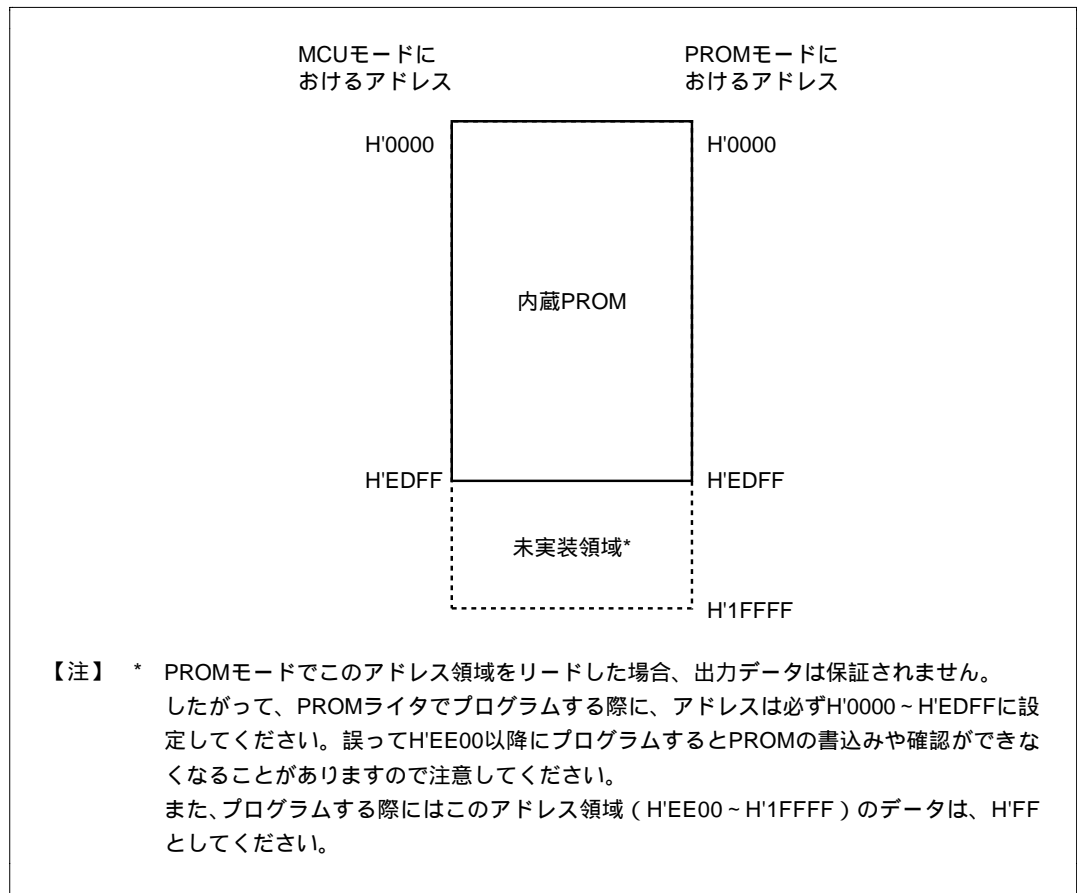 MCUモードに
おけるアドレス
PROMモードに
おけるアドレス
H'0000
H'0000
内蔵PROM
H'EDFF
H'EDFF
未実装領域*
H'1FFFF
【注】 * PROMモードでこのアドレス領域をリードした場合、出力データは保証されません。
したがって、PROMライタでプログラムする際に、アドレスは必ずH'0000~H'EDFFに設
定してください。誤ってH'EE00以降にプログラムするとPROMの書込みや確認ができな
くなることがありますので注意してください。
また、プログラムする際にはこのアドレス領域(H'EE00~H'1FFFF)のデータは、H'FF
としてください。